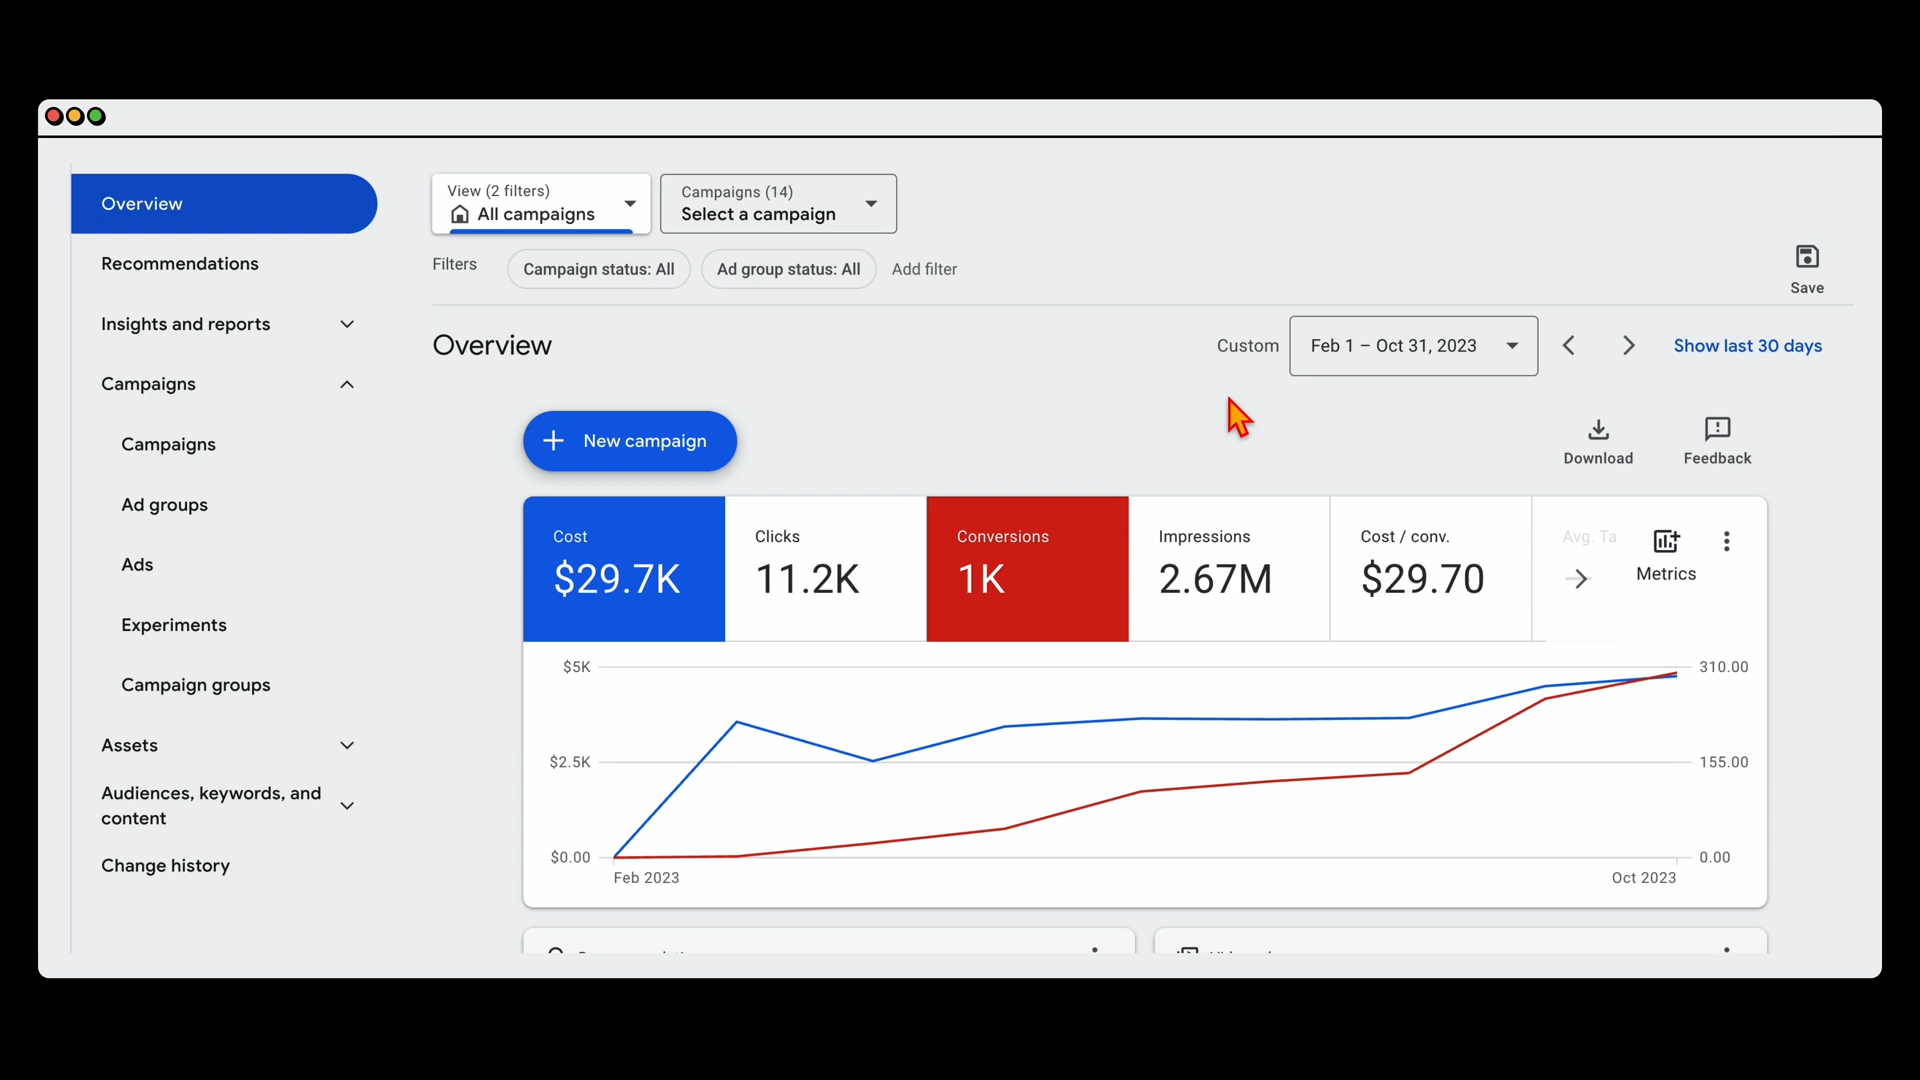 Overview
Recommendations
Insights and reports
Campaigns
Campaigns
Ad groups
Ads
Experiments
Campaign groups
Assets
Audiences, keywords, and
content
Change history
View (2 filters)
All campaigns
Campaigns (14)
Select a campaign
Filters
Campaign status: All
Ad group status: All
Add filter
Save
Overview
Custom
Feb 1 – Oct 31, 2023
Show last 30 days
New campaign
Download
Feedback
Cost
$29.7K
Clicks
11.2K
Conversions
1K
Impressions
2.67M
Cost / conv.
$29.70
Avg. Ta
Metrics
$5K
$2.5K
$0.00
310.00
155.00
0.00
Feb 2023
Oct 2023